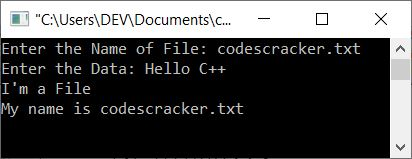 "C:\Users\DEV\Documents\c...
Enter the Name of File: codescracker.txt
Enter the Data: Hello C++
I'm a File
My name is codescracker.txt